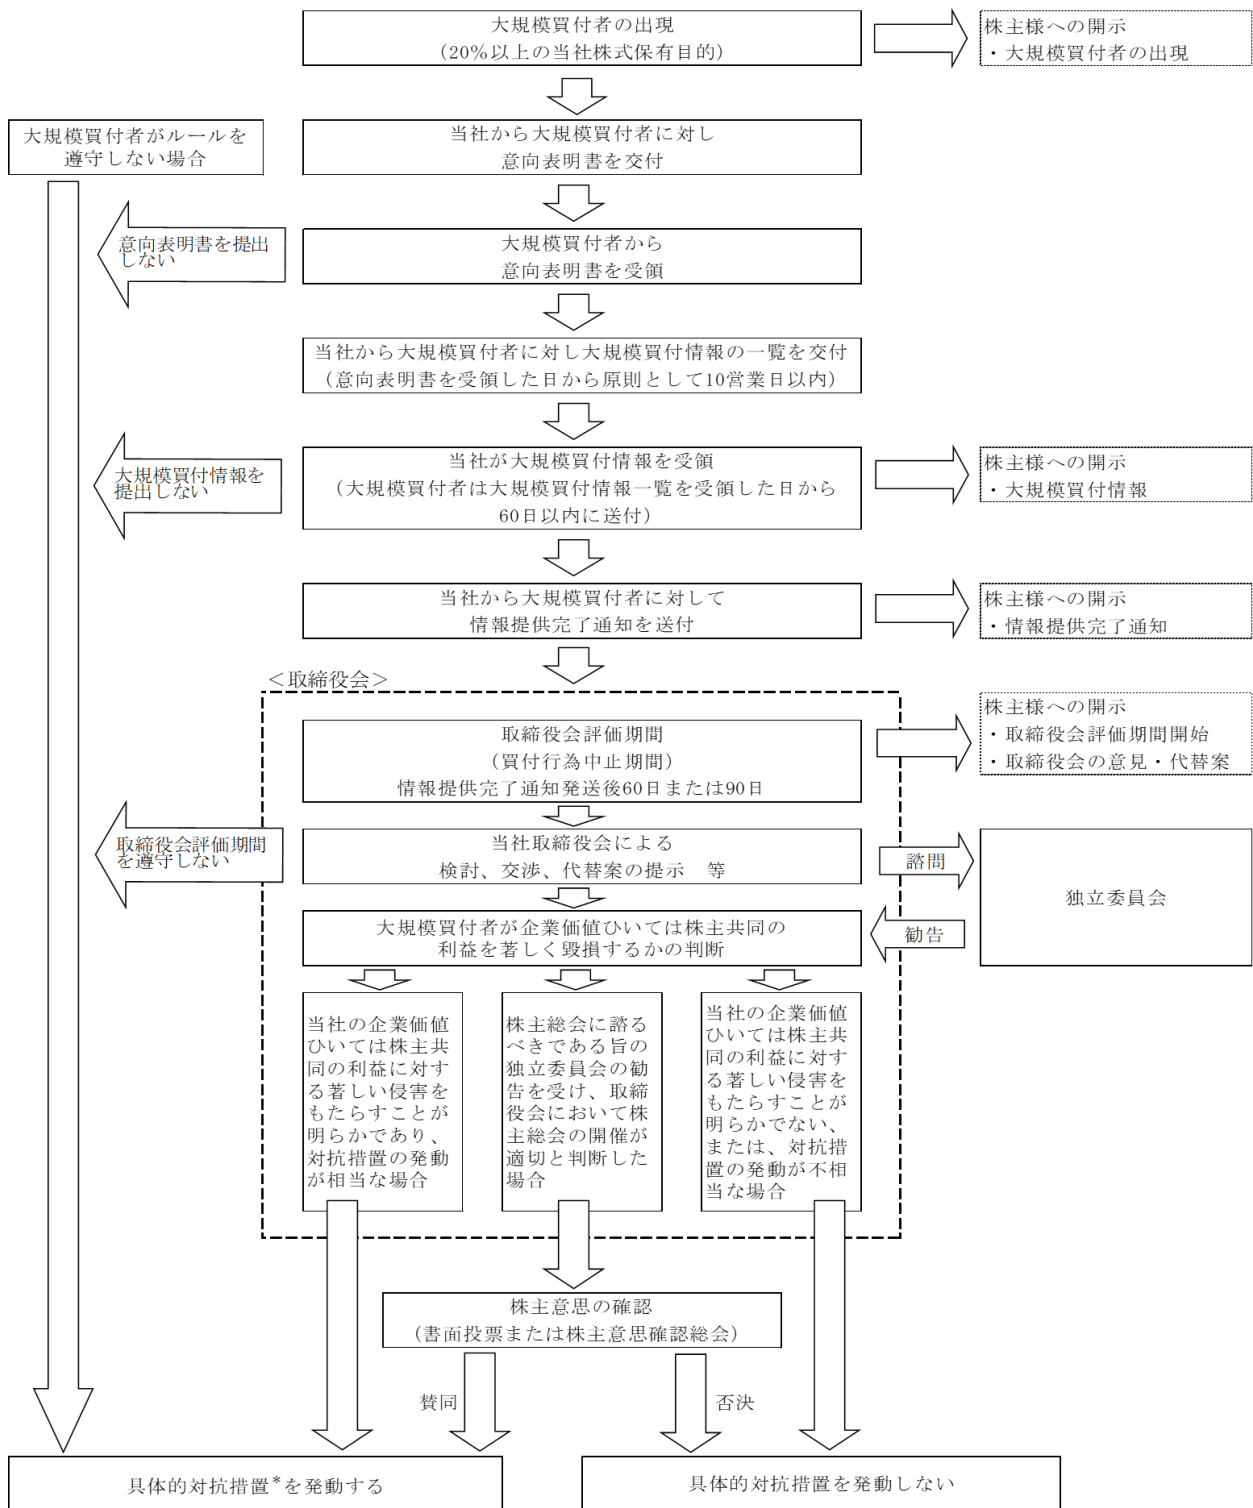 大規模買付者の出現
（20％以上の当社株式保有目的）
株主様への開示
・大規模買付者の出現
大規模買付者がルールを
遵守しない場合
当社から大規模買付者に対し
意向表明書を交付
意向表明書を提出
しない
大規模買付者から
意向表明書を受領
当社から大規模買付者に対し大規模買付情報の一覧を交付
（意向表明書を受領した日から原則として10営業日以内）
大規模買付情報を
提出しない
当社が大規模買付情報を受領
（大規模買付者は大規模買付情報一覧を受領した日から
60日以内に送付）
株主様への開示
・大規模買付情報
当社から大規模買付者に対して
情報提供完了通知を送付
株主様への開示
・情報提供完了通知
＜取締役会＞
取締役会評価期間
（買付行為中止期間）
情報提供完了通知発送後60日または90日
株主様への開示
・取締役会評価期間開始
・取締役会の意見・代替案
取締役会評価期間
を遵守しない
当社取締役会による
検討、交渉、代替案の提示　等
諮問
独立委員会
勧告
大規模買付者が企業価値ひいては株主共同の
利益を著しく毀損するかの判断
当社の企業価値
ひいては株主共
同の利益に対す
る著しい侵害を
もたらすことが
明らかであり、
対抗措置の発動
が相当な場合
株主総会に諮る
べきである旨の
独立委員会の勧
告を受け、取締
役会において株
主総会の開催が
適切と判断した
場合
当社の企業価値
ひいては株主共
同の利益に対す
る著しい侵害を
もたらすことが
明らかでない、
または、対抗措
置の発動が不相
当な場合
株主意思の確認
（書面投票または株主意思確認総会）
賛同
否決
具体的対抗措置*を発動する
具体的対抗措置を発動しない